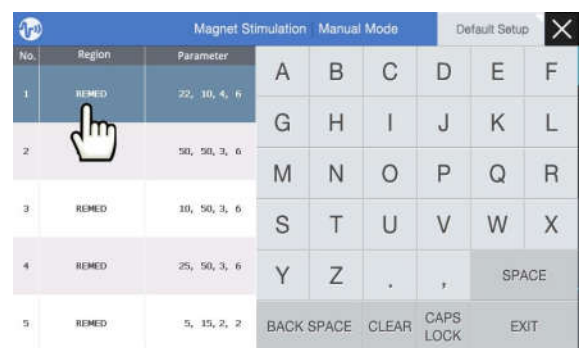 Magnet Stimulation Manual Mode Default Setup
No. Region Parameter
1 REMED 22, 10, 4, 6
2 50, 50, 3, 6
3 REMED 10, 50, 3, 6
4 REMED 25, 50, 3, 6
5 REMED 5, 15, 2, 2
A B C D E F
G H I J K L
M N O P Q R
S T U V W X
Y Z . , SPACE
BACK SPACE CLEAR CAPS LOCK EXIT